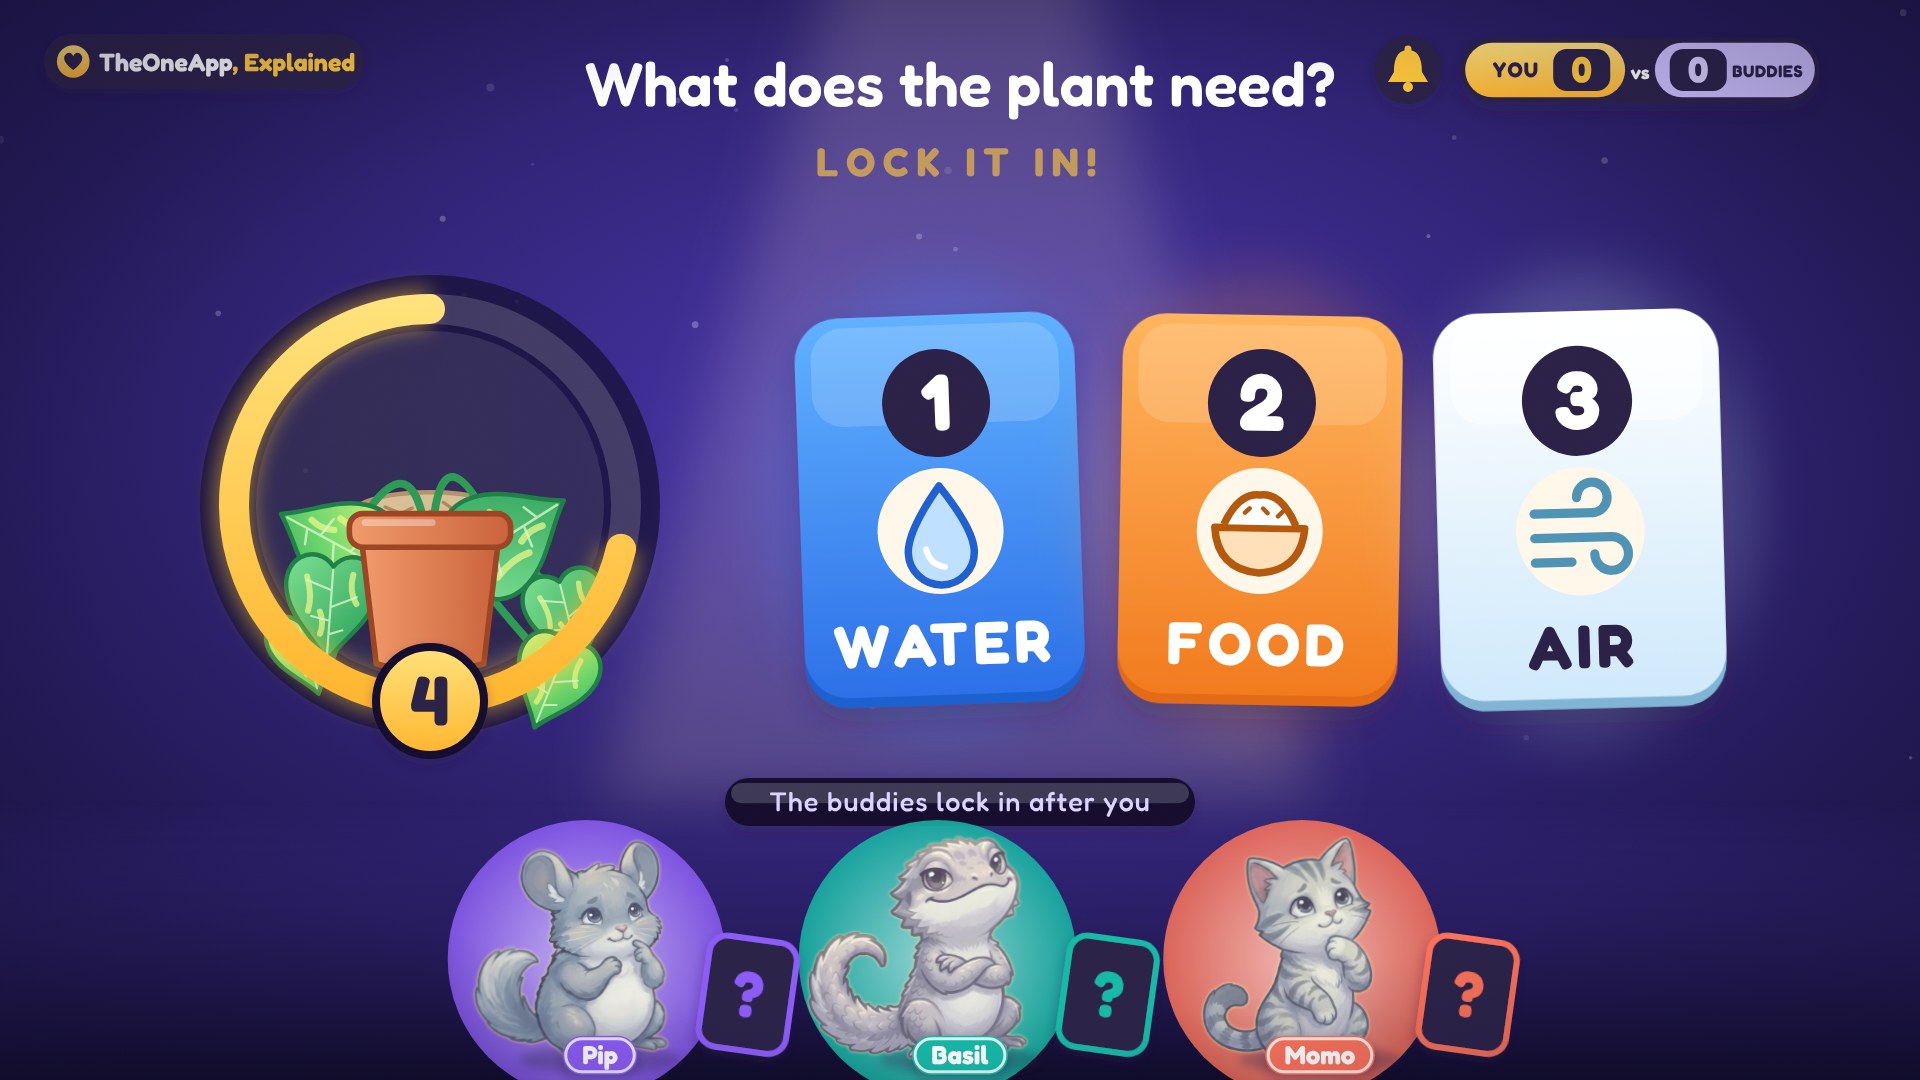 TheOneApp, Explained
What does the plant need?
LOCK IT IN!
YOU 0 vs 0 BUDDIES
1
WATER
2
FOOD
3
AIR
4
The buddies lock in after you
?
?
?
Pip
Basil
Momo